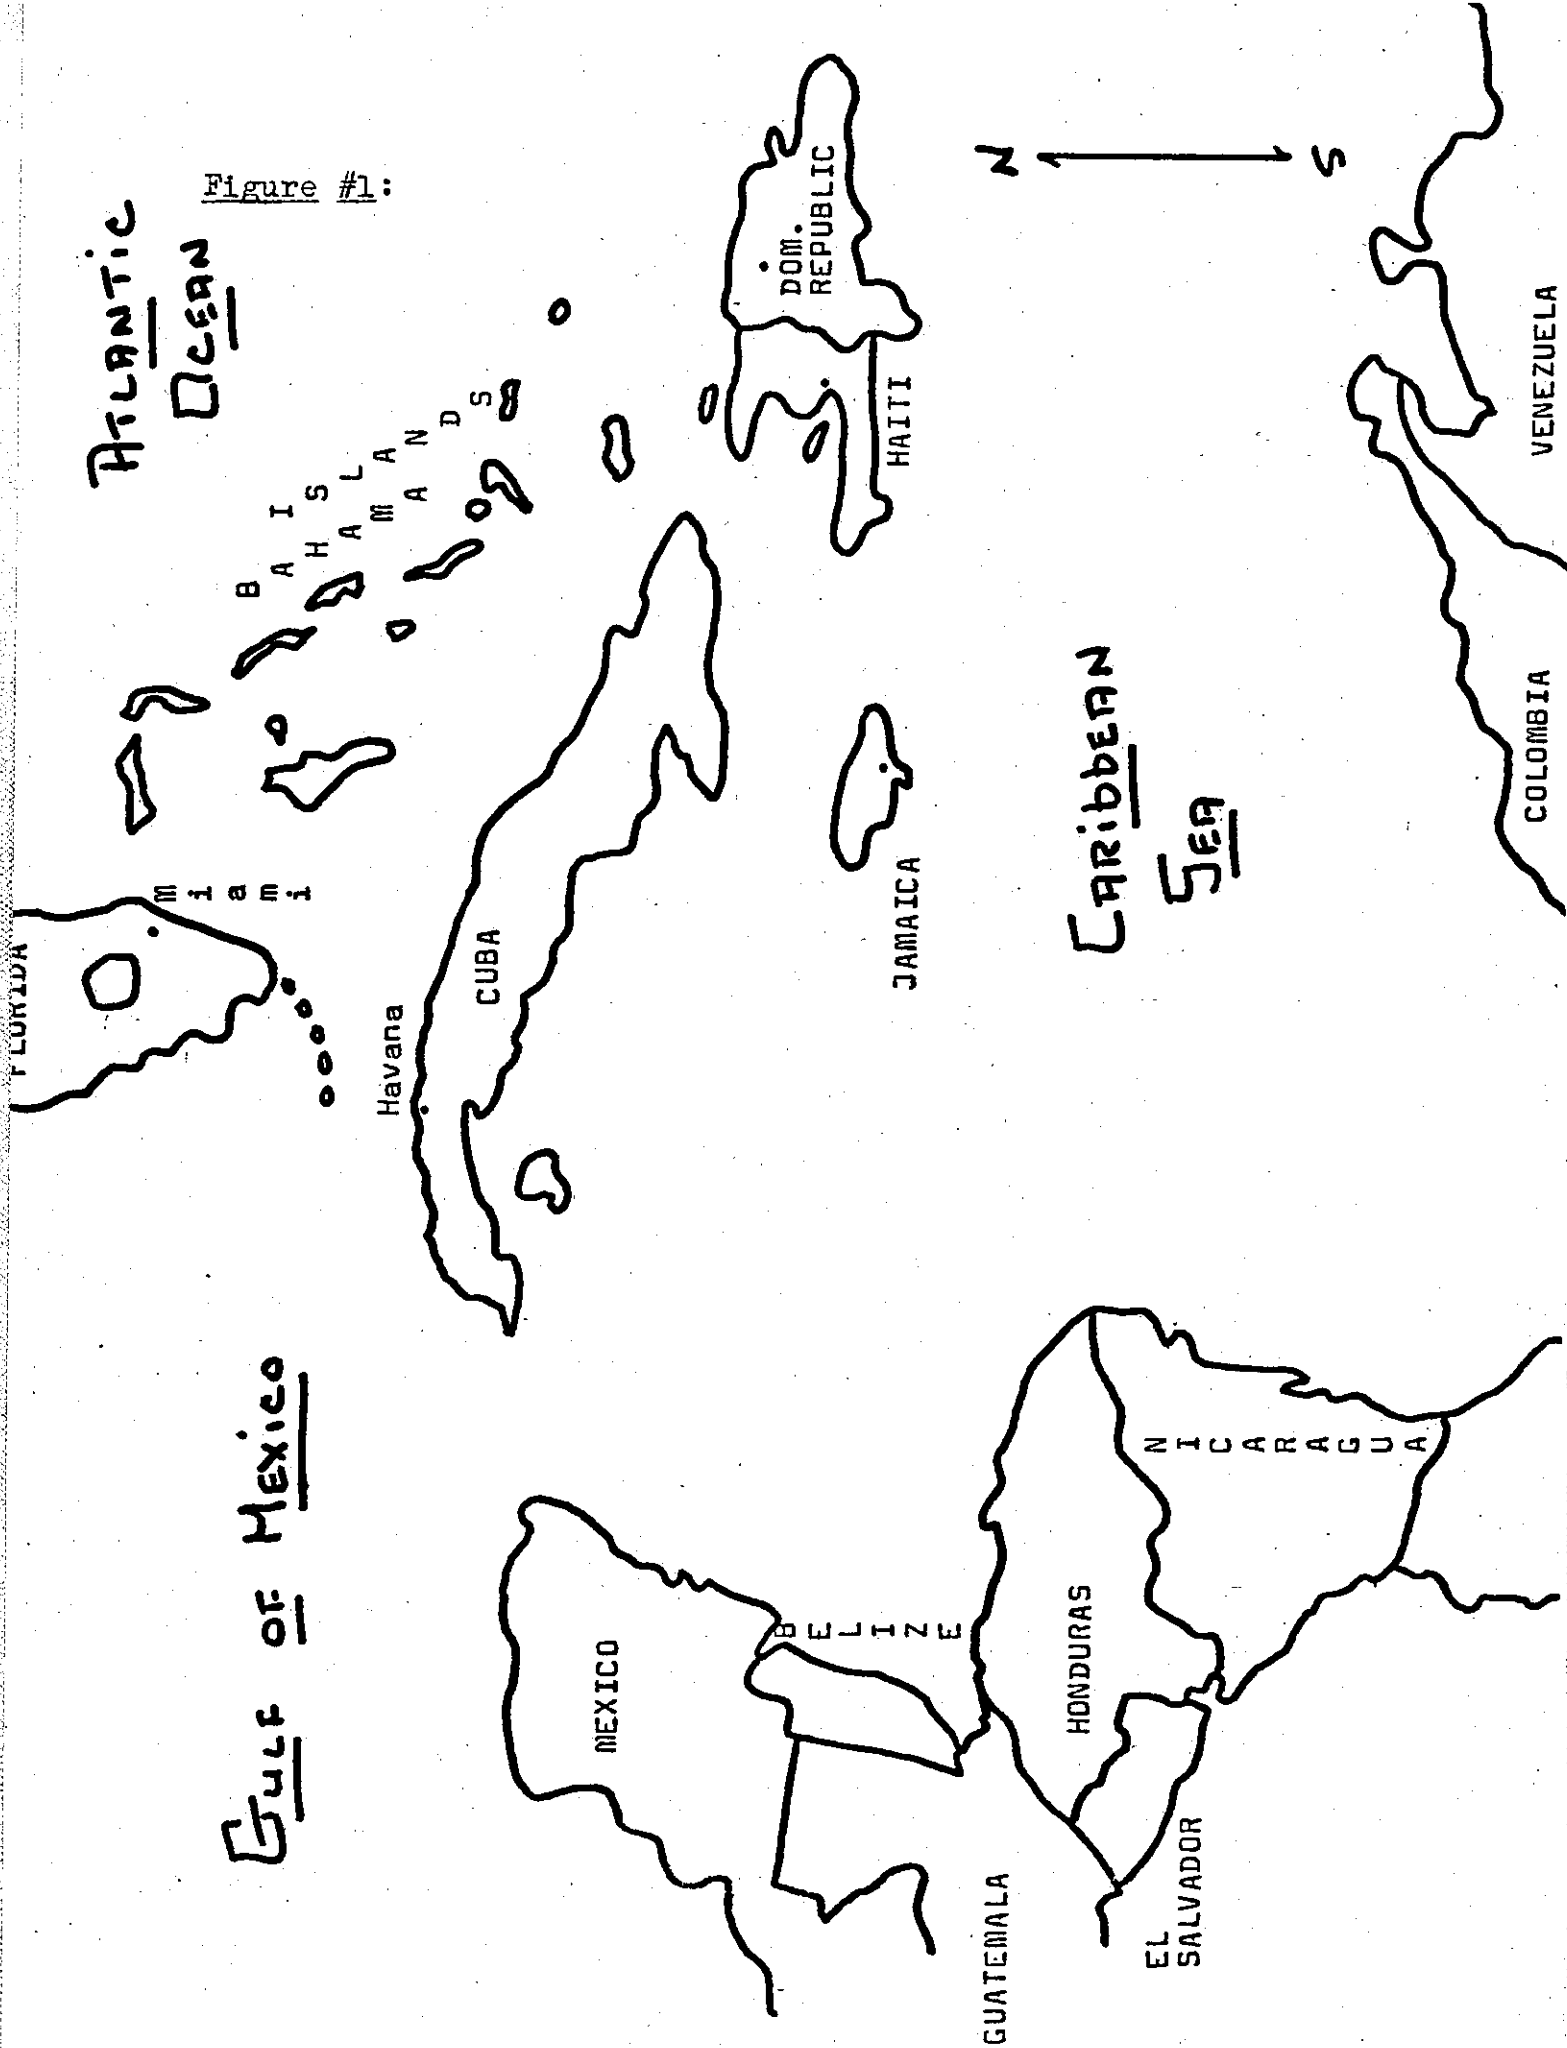 Figure #1:
ATLANTIC
OCEAN
FLORIDA
Miami
BAHAMA
ISLANDS
GULF OF MEXICO
Havana
CUBA
MEXICO
BELIZE
GUATEMALA
HONDURAS
EL
SALVADOR
NICARAGUA
JAMAICA
HAITI
DOM.
REPUBLIC
N
S
CARibbEAN
SEA
COLOMBIA
VENEZUELA